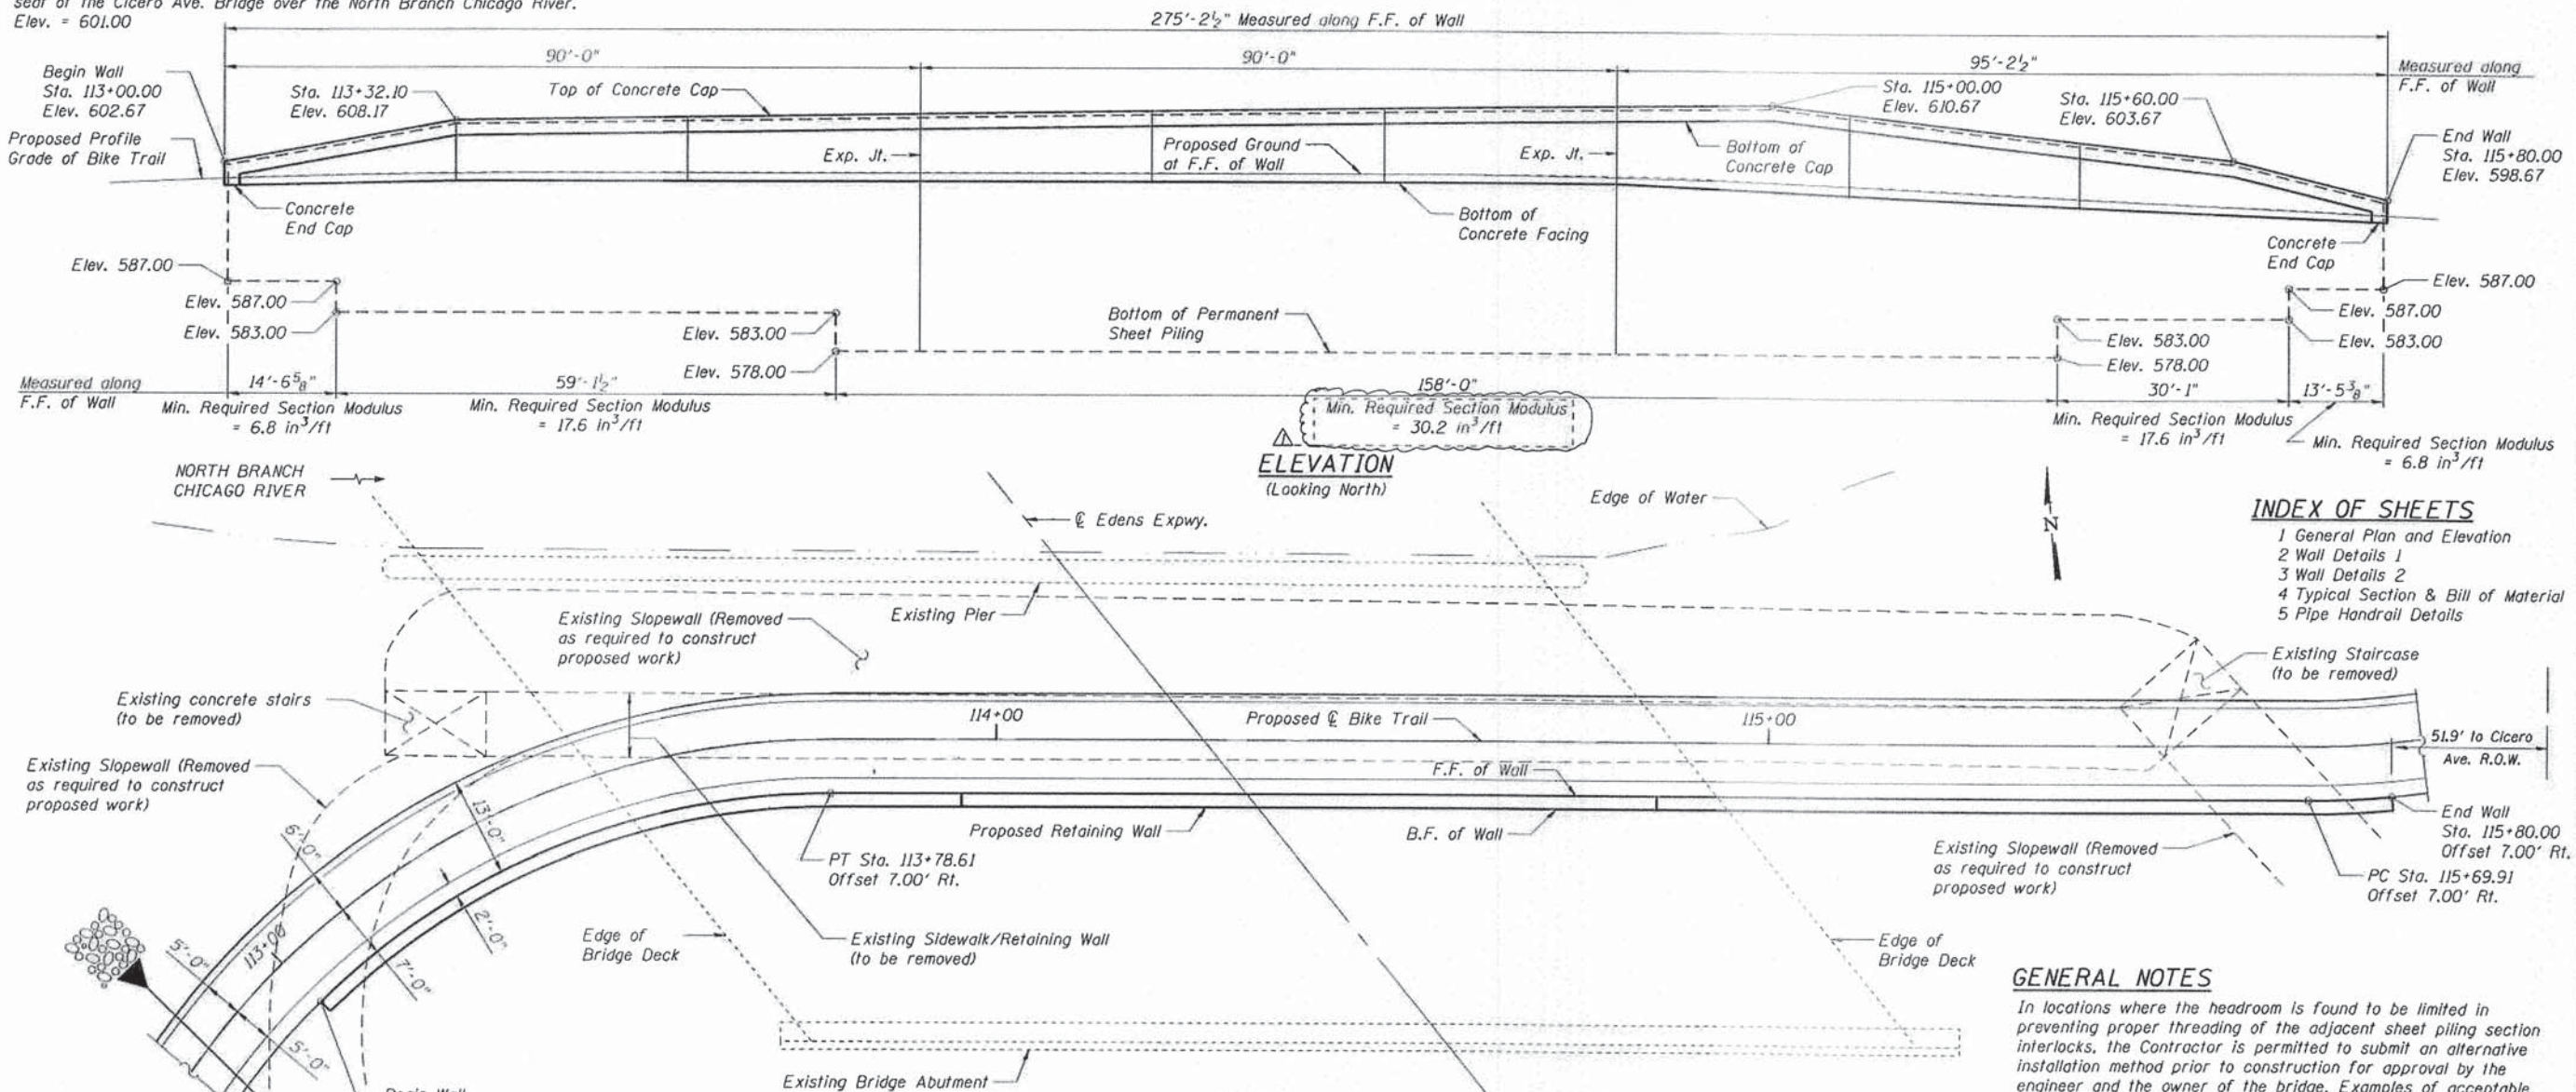 seat of the Cicero Ave. Bridge over the North Branch Chicago River.
Elev. = 601.00
275'-2½" Measured along F.F. of Wall
90'-0"
90'-0"
95'-2½"
Measured along
F.F. of Wall
Begin Wall
Sta. 113+00.00
Elev. 602.67
Sta. 113+32.10
Elev. 608.17
Top of Concrete Cap
Sta. 115+00.00
Elev. 610.67
Sta. 115+60.00
Elev. 603.67
Proposed Profile
Grade of Bike Trail
Exp. Jt.
Proposed Ground
at F.F. of Wall
Exp. Jt.
Bottom of
Concrete Cap
End Wall
Sta. 115+80.00
Elev. 598.67
Concrete
End Cap
Bottom of
Concrete Facing
Concrete
End Cap
Elev. 587.00
Elev. 587.00
Elev. 583.00
Elev. 583.00
Elev. 578.00
Bottom of Permanent
Sheet Piling
Elev. 583.00
Elev. 578.00
Elev. 587.00
Elev. 587.00
Elev. 583.00
Measured along
F.F. of Wall
14'-6⅝"
59'-1½"
158'-0"
30'-1"
13'-5⅜"
Min. Required Section Modulus
= 6.8 in³/ft
Min. Required Section Modulus
= 17.6 in³/ft
Min. Required Section Modulus
= 30.2 in³/ft
1
Min. Required Section Modulus
= 17.6 in³/ft
Min. Required Section Modulus
= 6.8 in³/ft
ELEVATION
(Looking North)
NORTH BRANCH
CHICAGO RIVER
℄ Edens Expwy.
Edge of Water
N
INDEX OF SHEETS
1 General Plan and Elevation
2 Wall Details 1
3 Wall Details 2
4 Typical Section & Bill of Material
5 Pipe Handrail Details
Existing Slopewall (Removed
as required to construct
proposed work)
Existing Pier
Existing Staircase
(to be removed)
Existing concrete stairs
(to be removed)
114+00
Proposed ℄ Bike Trail
115+00
51.9' to Cicero
Ave. R.O.W.
Existing Slopewall (Removed
as required to construct
proposed work)
F.F. of Wall
Proposed Retaining Wall
B.F. of Wall
End Wall
Sta. 115+80.00
Offset 7.00' Rt.
13'-0"
6'-0"
PT Sta. 113+78.61
Offset 7.00' Rt.
Existing Slopewall (Removed
as required to construct
proposed work)
PC Sta. 115+69.91
Offset 7.00' Rt.
2'-0"
113+00
5'-0"
7'-0"
5'-0"
Edge of
Bridge Deck
Existing Sidewalk/Retaining Wall
(to be removed)
Edge of
Bridge Deck
GENERAL NOTES
In locations where the headroom is found to be limited in
preventing proper threading of the adjacent sheet piling section
interlocks, the Contractor is permitted to submit an alternative
installation method prior to construction for approval by the
engineer and the owner of the bridge. Examples of acceptable
Existing Bridge Abutment
Begin Wall